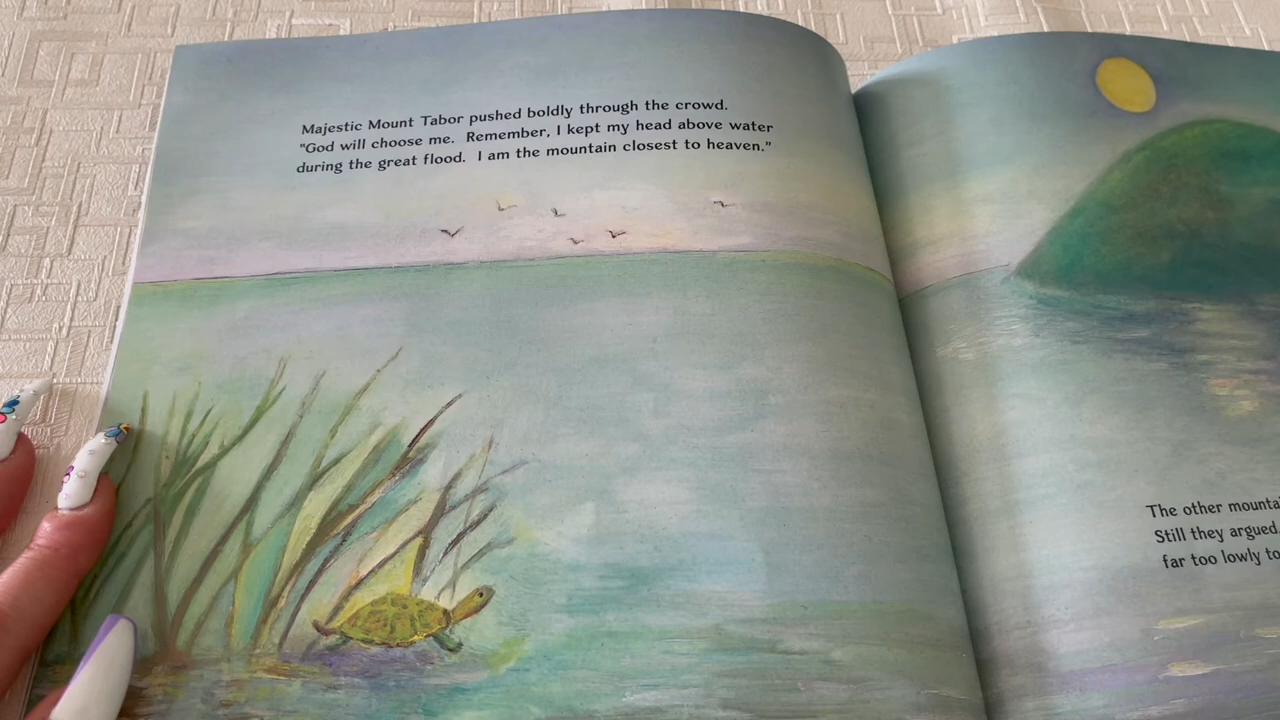 Majestic Mount Tabor pushed boldly through the crowd.
"God will choose me. Remember, I kept my head above water
during the great flood. I am the mountain closest to heaven."
The other mounta
Still they argued.
far too lowly to